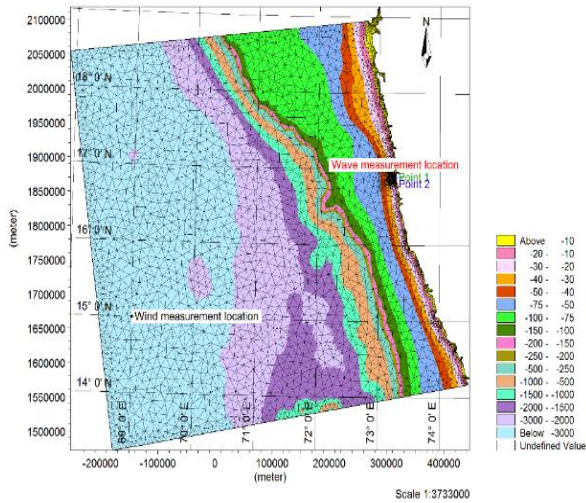 2100000
2050000
2000000
1950000
1900000
1850000
1800000
1750000
1700000
1650000
1600000
1550000
1500000
(meter)
18° 0' N
17° 0' N
16° 0' N
15° 0' N
14° 0' N
N
Wave measurement location
Point 1
Point 2
Wind measurement location
69° 0' E
70° 0' E
71° 0' E
72° 0' E
73° 0' E
74° 0' E
-200000 -100000 0 100000 200000 300000 400000
(meter)
Scale 1:3733000
Above -10
-20 - -10
-30 - -20
-40 - -30
-50 - -40
-75 - -50
-100 - -75
-150 - -100
-200 - -150
-250 - -200
-500 - -250
-1000 - -500
-1500 - -1000
-2000 - -1500
-3000 - -2000
Below -3000
Undefined Value